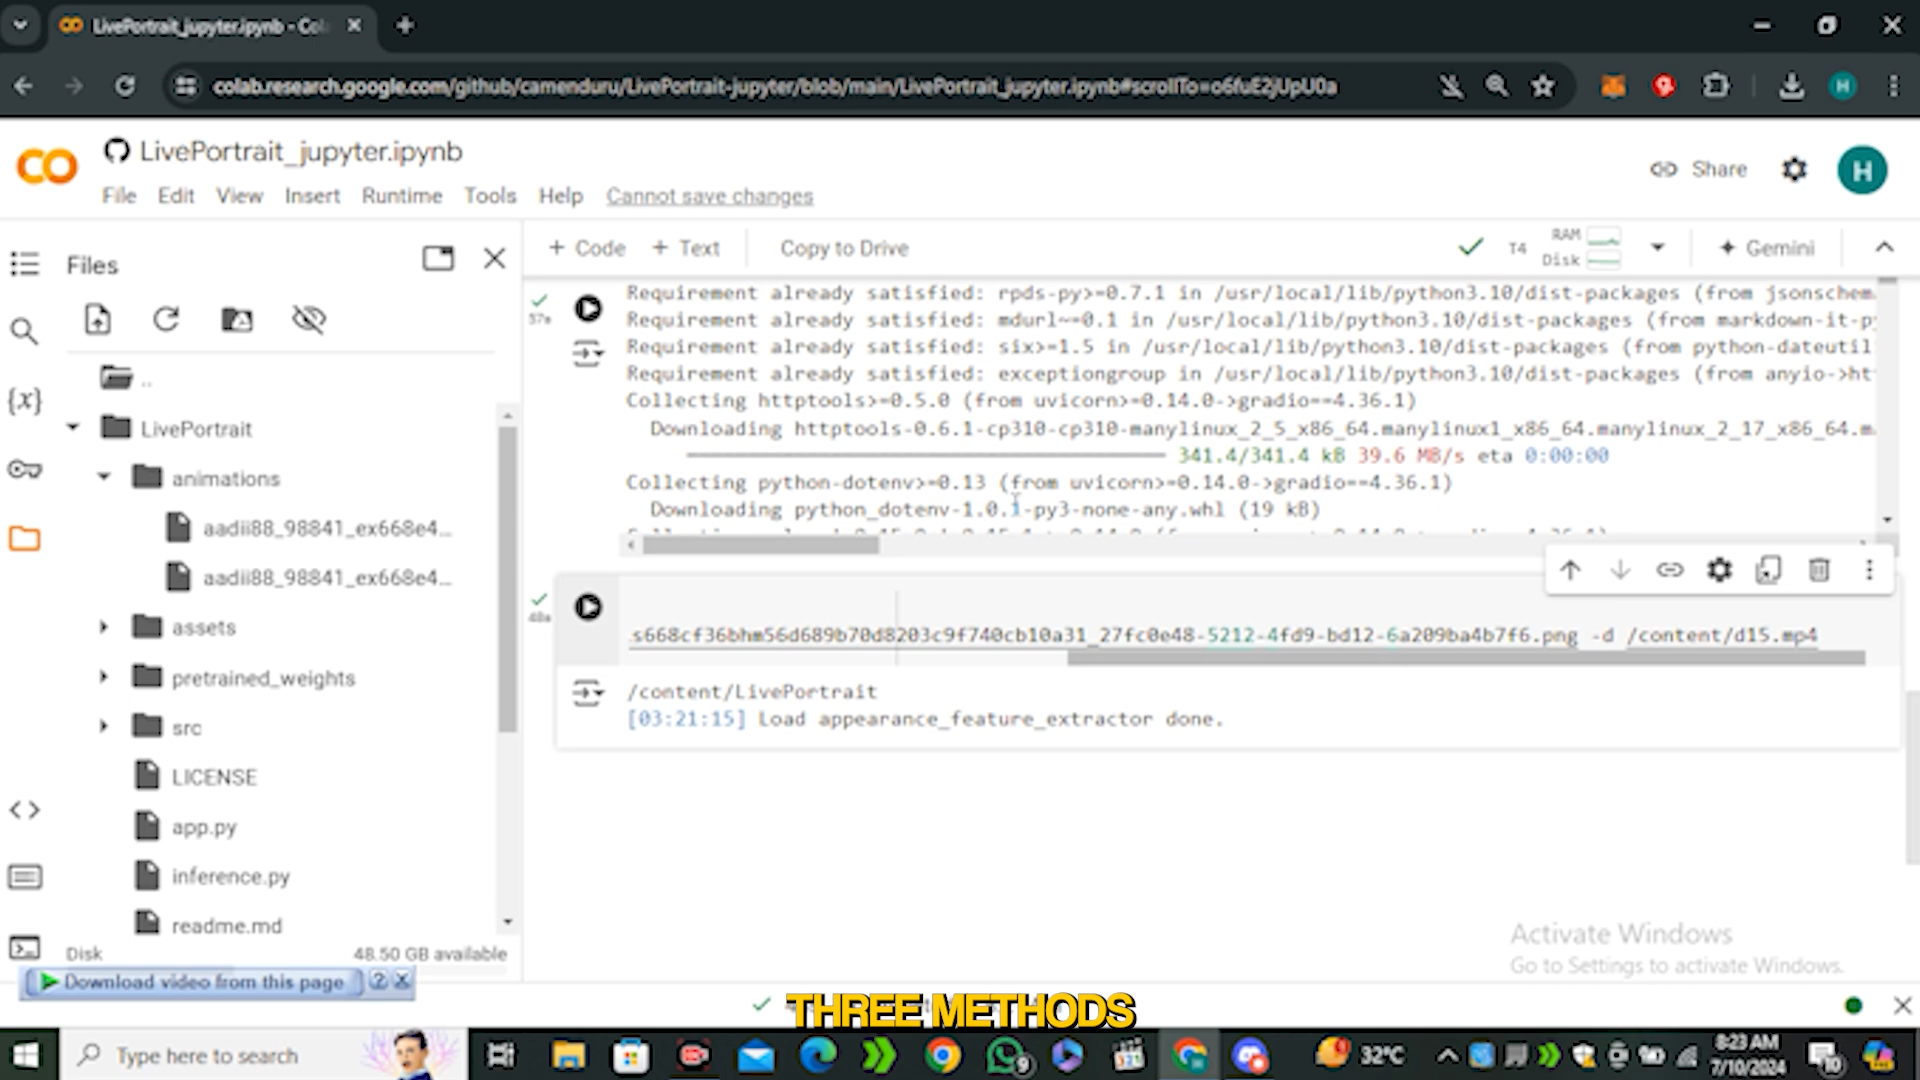 LivePortrait_jupyter.ipynb - Col
colab.research.google.com/github/camenduru/LivePortrait-jupyter/blob/main/LivePortrait_jupyter.ipynb#scrollTo=o6fuE2jUpU0a
H
LivePortrait_jupyter.ipynb
File Edit View Insert Runtime Tools Help Cannot save changes
Share
H
Files
+ Code + Text Copy to Drive
T4 RAM Disk
Gemini
..
LivePortrait
animations
aadii88_98841_ex668e4...
aadii88_98841_ex668e4...
assets
pretrained_weights
src
LICENSE
app.py
inference.py
readme.md
Disk 48.50 GB available
57s
Requirement already satisfied: rpds-py>=0.7.1 in /usr/local/lib/python3.10/dist-packages (from jsonschem
Requirement already satisfied: mdurl~=0.1 in /usr/local/lib/python3.10/dist-packages (from markdown-it-py
Requirement already satisfied: six>=1.5 in /usr/local/lib/python3.10/dist-packages (from python-dateutil
Requirement already satisfied: exceptiongroup in /usr/local/lib/python3.10/dist-packages (from anyio->ht
Collecting httptools>=0.5.0 (from uvicorn>=0.14.0->gradio==4.36.1)
Downloading httptools-0.6.1-cp310-cp310-manylinux_2_5_x86_64.manylinux1_x86_64.manylinux_2_17_x86_64.m
341.4/341.4 kB 39.6 MB/s eta 0:00:00
Collecting python-dotenv>=0.13 (from uvicorn>=0.14.0->gradio==4.36.1)
Downloading python_dotenv-1.0.1-py3-none-any.whl (19 kB)
48s
s668cf36bhm56d689b70d8203c9f740cb10a31_27fc0e48-5212-4fd9-bd12-6a209ba4b7f6.png -d /content/d15.mp4
/content/LivePortrait
[03:21:15] Load appearance_feature_extractor done.
Activate Windows
Go to Settings to activate Windows.
Download video from this page
THREE METHODS
Type here to search
32°C
8:23 AM
7/10/2024